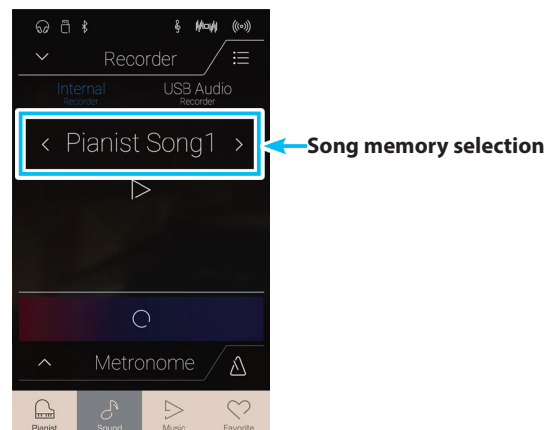 Recorder
Internal
Recorder
USB Audio
Recorder
Pianist Song1
Song memory selection
Metronome
Pianist
Sound
Music
Favorite